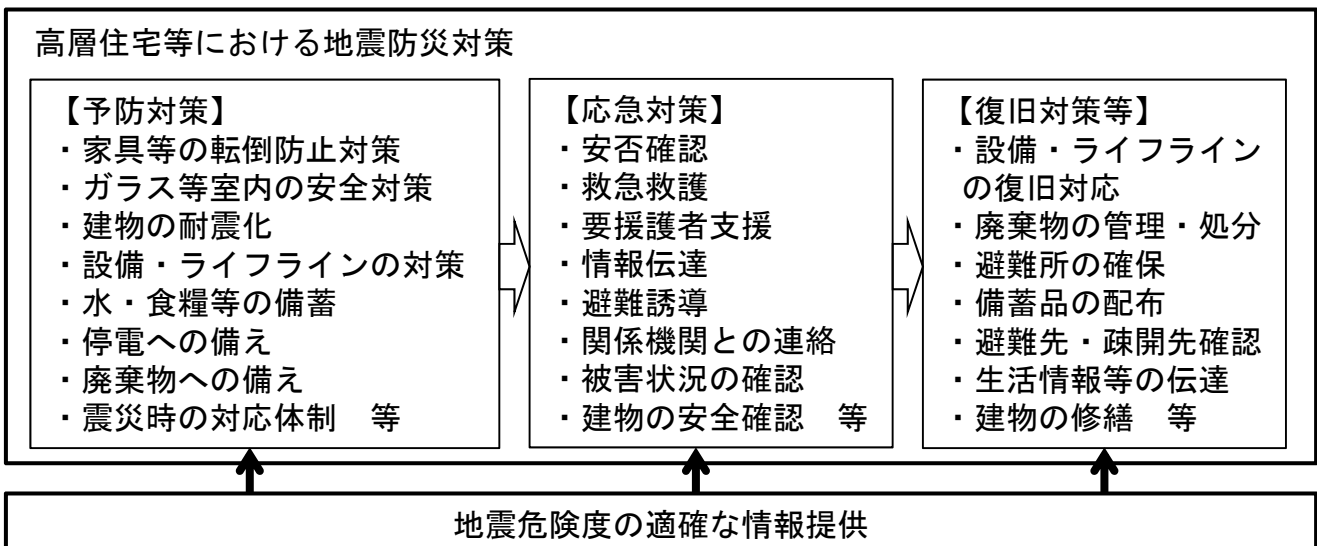 高層住宅等における地震防災対策
【予防対策】
・家具等の転倒防止対策
・ガラス等室内の安全対策
・建物の耐震化
・設備・ライフラインの対策
・水・食糧等の備蓄
・停電への備え
・廃棄物への備え
・震災時の対応体制　等
【応急対策】
・安否確認
・救急救護
・要援護者支援
・情報伝達
・避難誘導
・関係機関との連絡
・被害状況の確認
・建物の安全確認　等
【復旧対策等】
・設備・ライフライン
の復旧対応
・廃棄物の管理・処分
・避難所の確保
・備蓄品の配布
・避難先・疎開先確認
・生活情報等の伝達
・建物の修繕　等
地震危険度の適確な情報提供